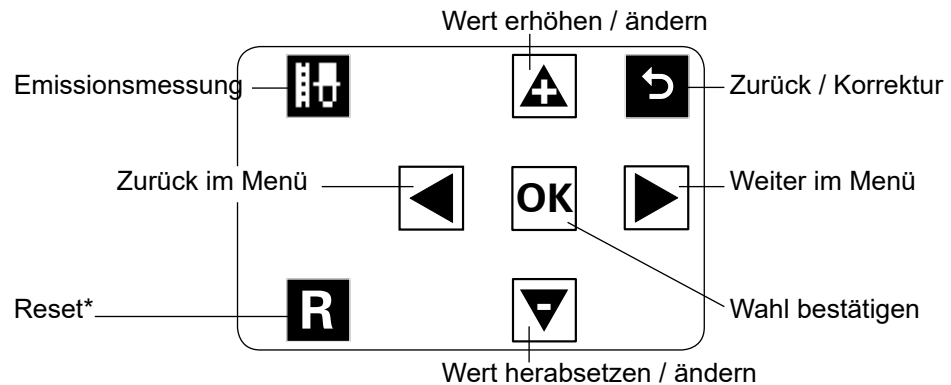 Wert erhöhen / ändern
Emissionsmessung
+
Zurück / Korrektur
Zurück im Menü
OK
Weiter im Menü
Reset*
R
-
Wahl bestätigen
Wert herabsetzen / ändern